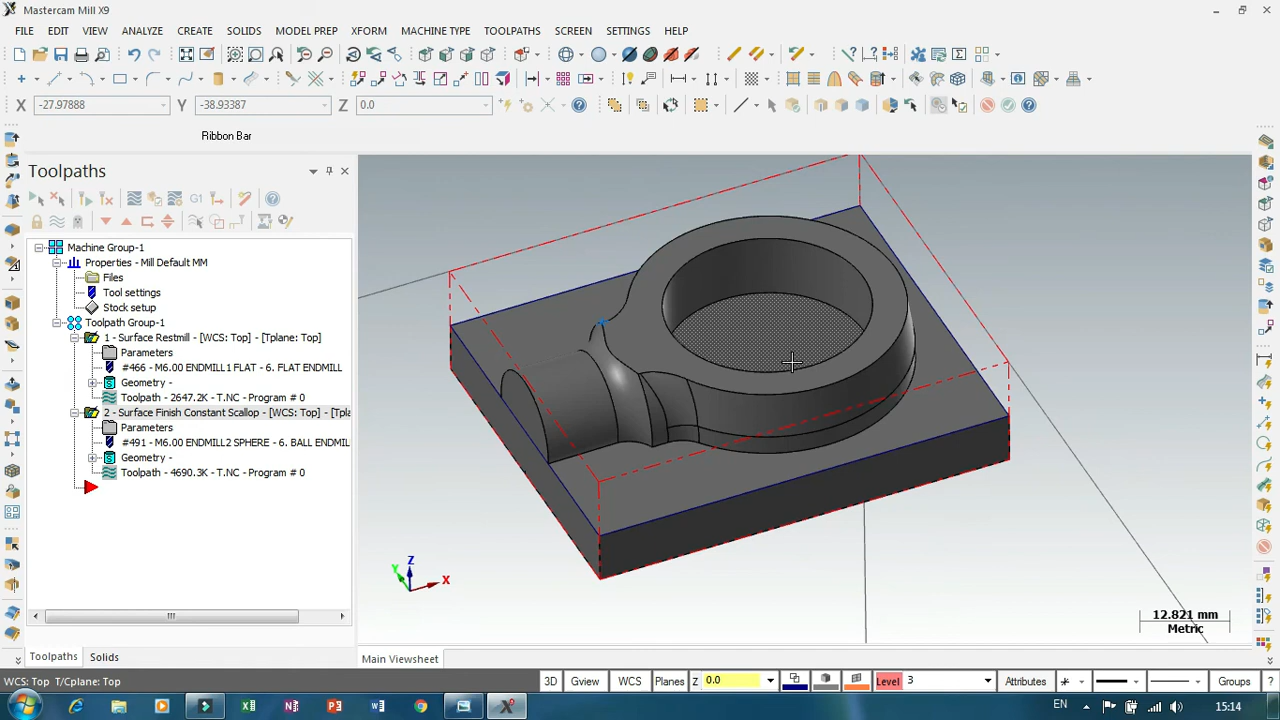 Mastercam Mill X9
FILE EDIT VIEW ANALYZE CREATE SOLIDS MODEL PREP XFORM MACHINE TYPE TOOLPATHS SCREEN SETTINGS HELP
X -27.97888 Y -38.93387 Z 0.0
Ribbon Bar
Toolpaths
G1
Machine Group-1
Properties - Mill Default MM
Files
Tool settings
Stock setup
Toolpath Group-1
1 - Surface Restmill - [WCS: Top] - [Tplane: Top]
Parameters
#466 - M6.00 ENDMILL1 FLAT - 6. FLAT ENDMILL
Geometry -
Toolpath - 2647.2K - T.NC - Program # 0
2 - Surface Finish Constant Scallop - [WCS: Top] - [Tpla
Parameters
#491 - M6.00 ENDMILL2 SPHERE - 6. BALL ENDMILL
Geometry -
Toolpath - 4690.3K - T.NC - Program # 0
Z
Y
X
12.821 mm
Metric
Toolpaths Solids
Main Viewsheet
WCS: Top T/Cplane: Top
3D Gview WCS Planes Z 0.0 Level 3 Attributes Groups ?
EN 15:14